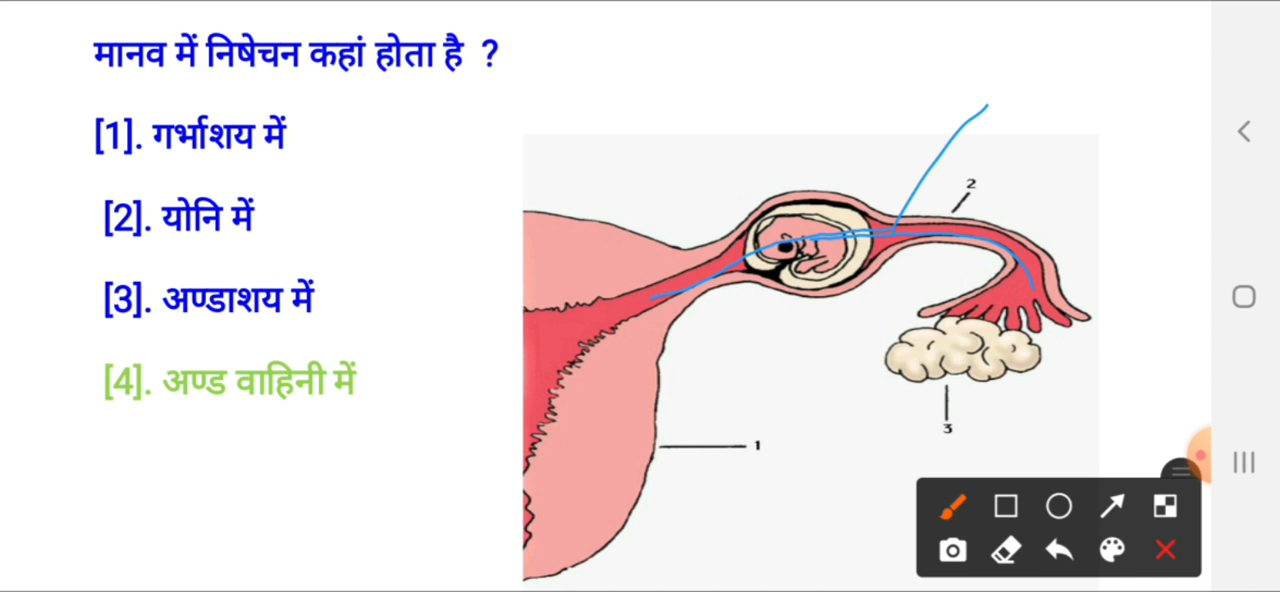 मानव में निषेचन कहां होता है ?
[1]. गर्भाशय में
[2]. योनि में
[3]. अण्डाशय में
[4]. अण्ड वाहिनी में
2
3
1